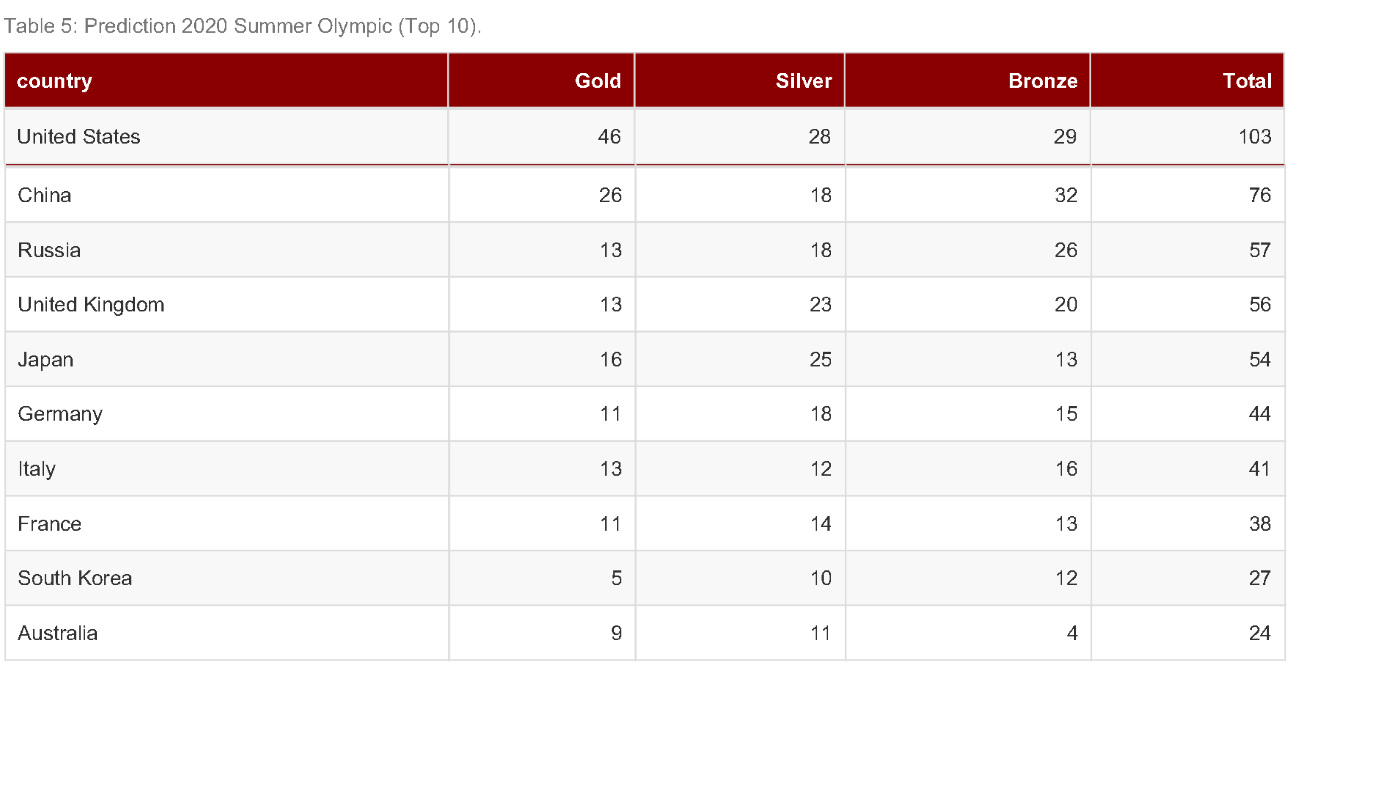 Table 5: Prediction 2020 Summer Olympic (Top 10).
country Gold Silver Bronze Total
United States 46 28 29 103
China 26 18 32 76
Russia 13 18 26 57
United Kingdom 13 23 20 56
Japan 16 25 13 54
Germany 11 18 15 44
Italy 13 12 16 41
France 11 14 13 38
South Korea 5 10 12 27
Australia 9 11 4 24